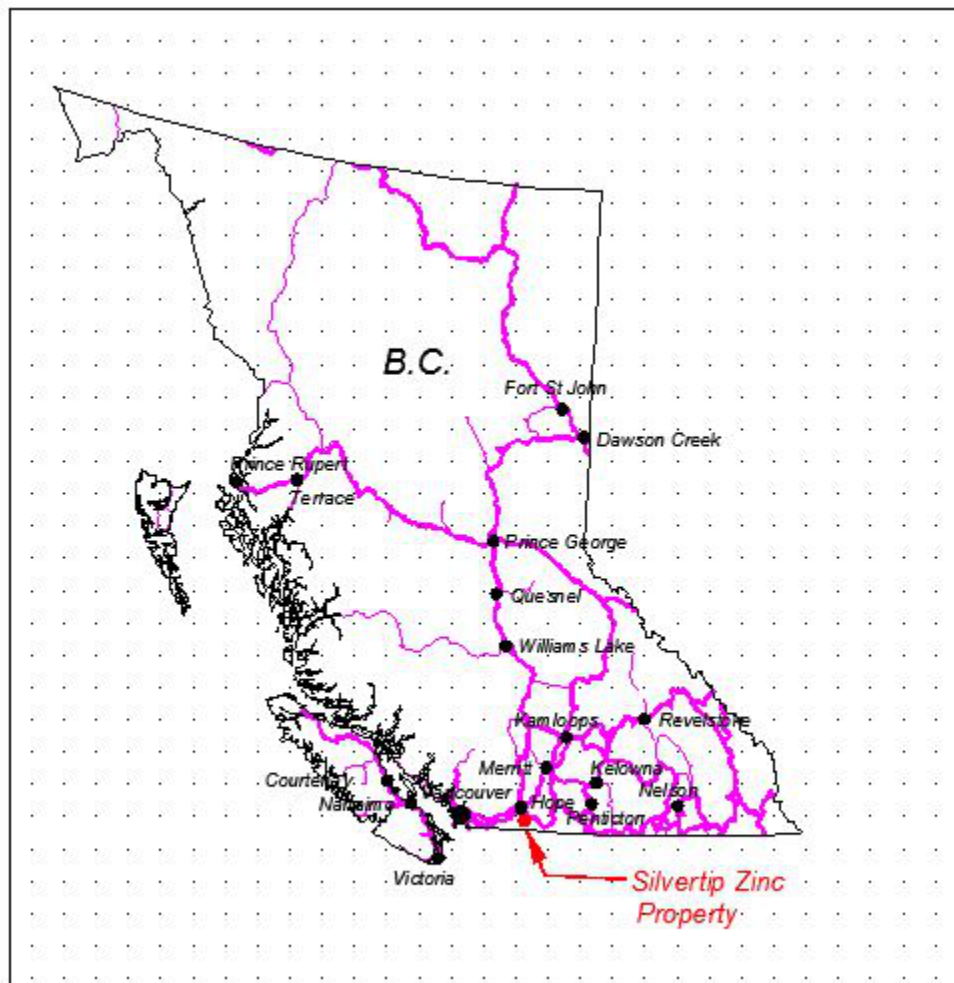 B.C.
Fort St John
Dawson Creek
Prince Rupert
Terrace
Prince George
Quesnel
Williams Lake
Kamloops
Revelstoke
Merritt
Kelowna
Courtenay
Vancouver
Nelson
Nanaimo
Hope
Penticton
Victoria
Silvertip Zinc
Property